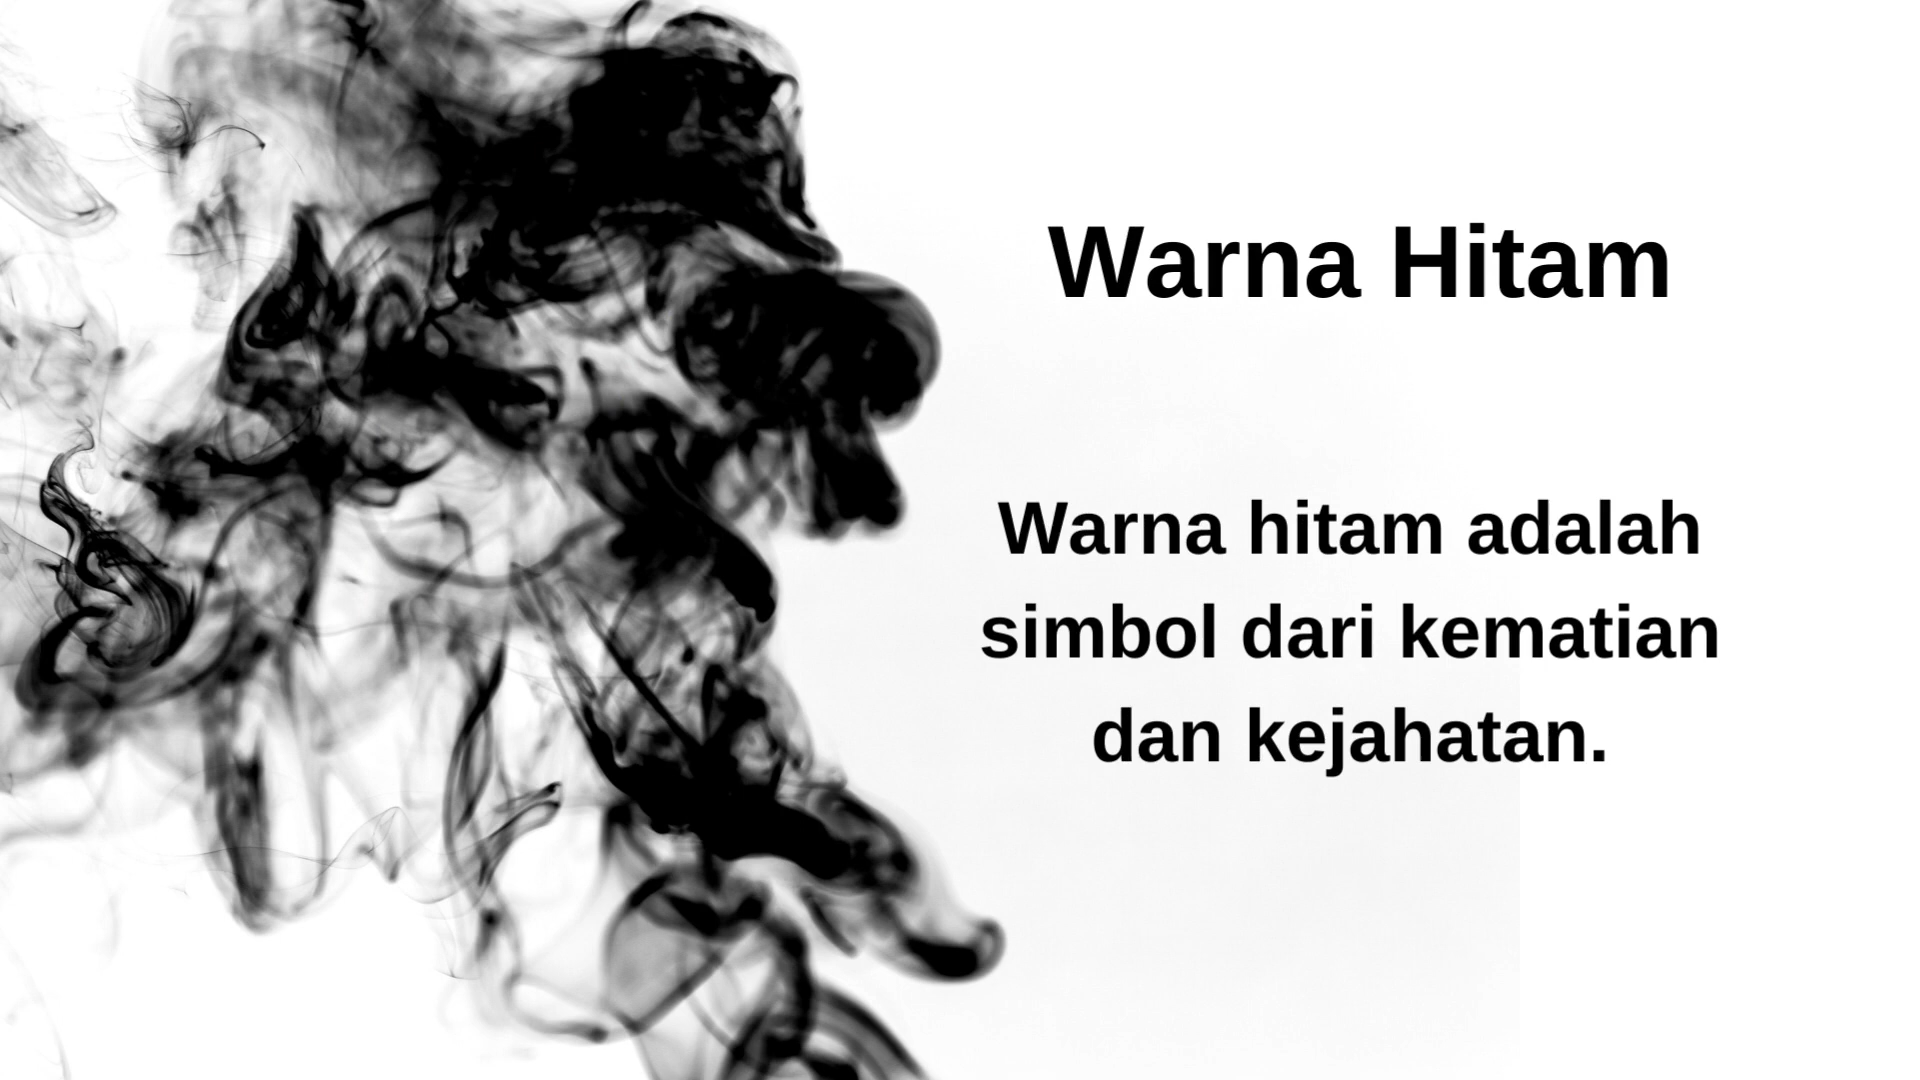 Warna Hitam
Warna hitam adalah
simbol dari kematian
dan kejahatan.